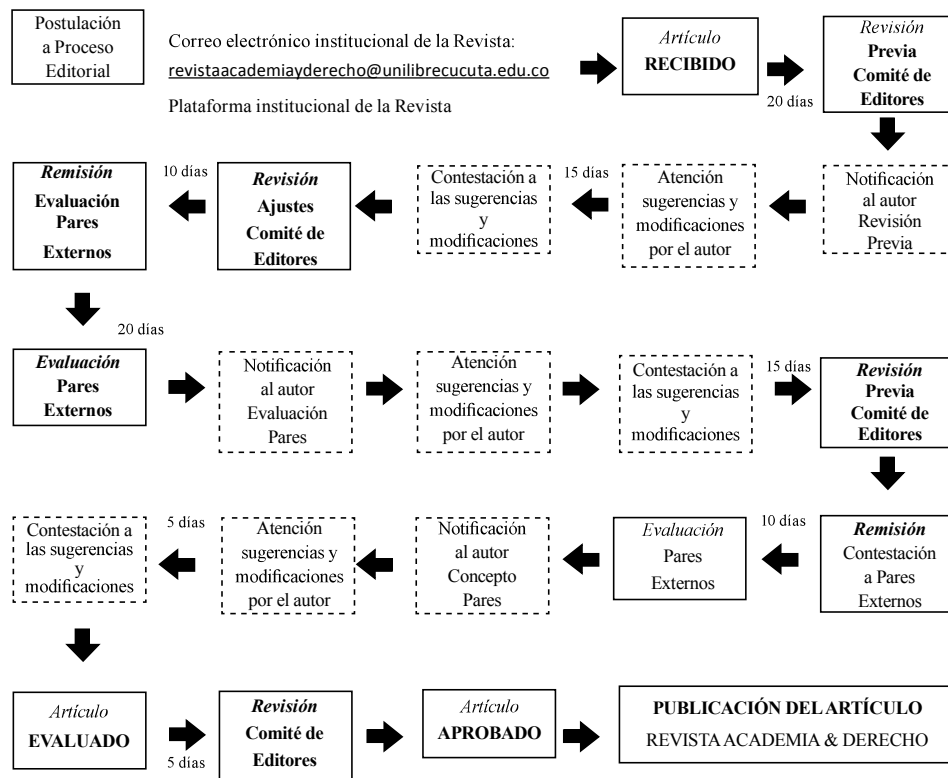 Postulación
a Proceso
Editorial
Correo electrónico institucional de la Revista:
revistaacademiayderecho@unilibrecucuta.edu.co
Plataforma institucional de la Revista
Artículo
RECIBIDO
20 días
Revisión
Previa
Comité de
Editores
Notificación
al autor
Revisión
Previa
Atención
sugerencias y
modificaciones
por el autor
15 días
Contestación a
las sugerencias
y
modificaciones
Revisión
Ajustes
Comité de
Editores
10 días
Remisión
Evaluación
Pares
Externos
20 días
Evaluación
Pares
Externos
Notificación
al autor
Evaluación
Pares
Atención
sugerencias y
modificaciones
por el autor
Contestación a
las sugerencias
y
modificaciones
15 días
Revisión
Previa
Comité de
Editores
Remisión
Contestación
a Pares
Externos
10 días
Evaluación
Pares
Externos
Notificación
al autor
Concepto
Pares
Atención
sugerencias y
modificaciones
por el autor
5 días
Contestación a
las sugerencias
y
modificaciones
Artículo
EVALUADO
5 días
Revisión
Comité de
Editores
Artículo
APROBADO
PUBLICACIÓN DEL ARTÍCULO
REVISTA ACADEMIA & DERECHO